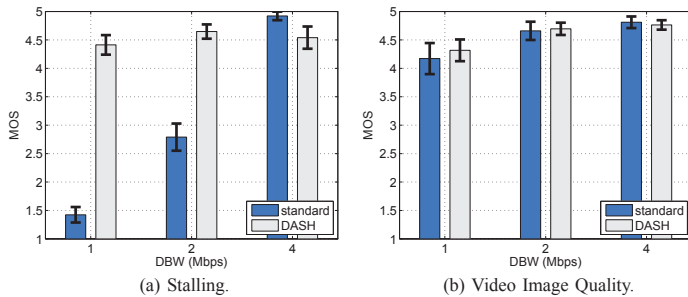 5
4.5
4
3.5
3
2.5
2
1.5
1
MOS
1 2 4
DBW (Mbps)
standard
DASH
(a) Stalling.
5
4.5
4
3.5
3
2.5
2
1.5
1
MOS
1 2 4
DBW (Mbps)
standard
DASH
(b) Video Image Quality.